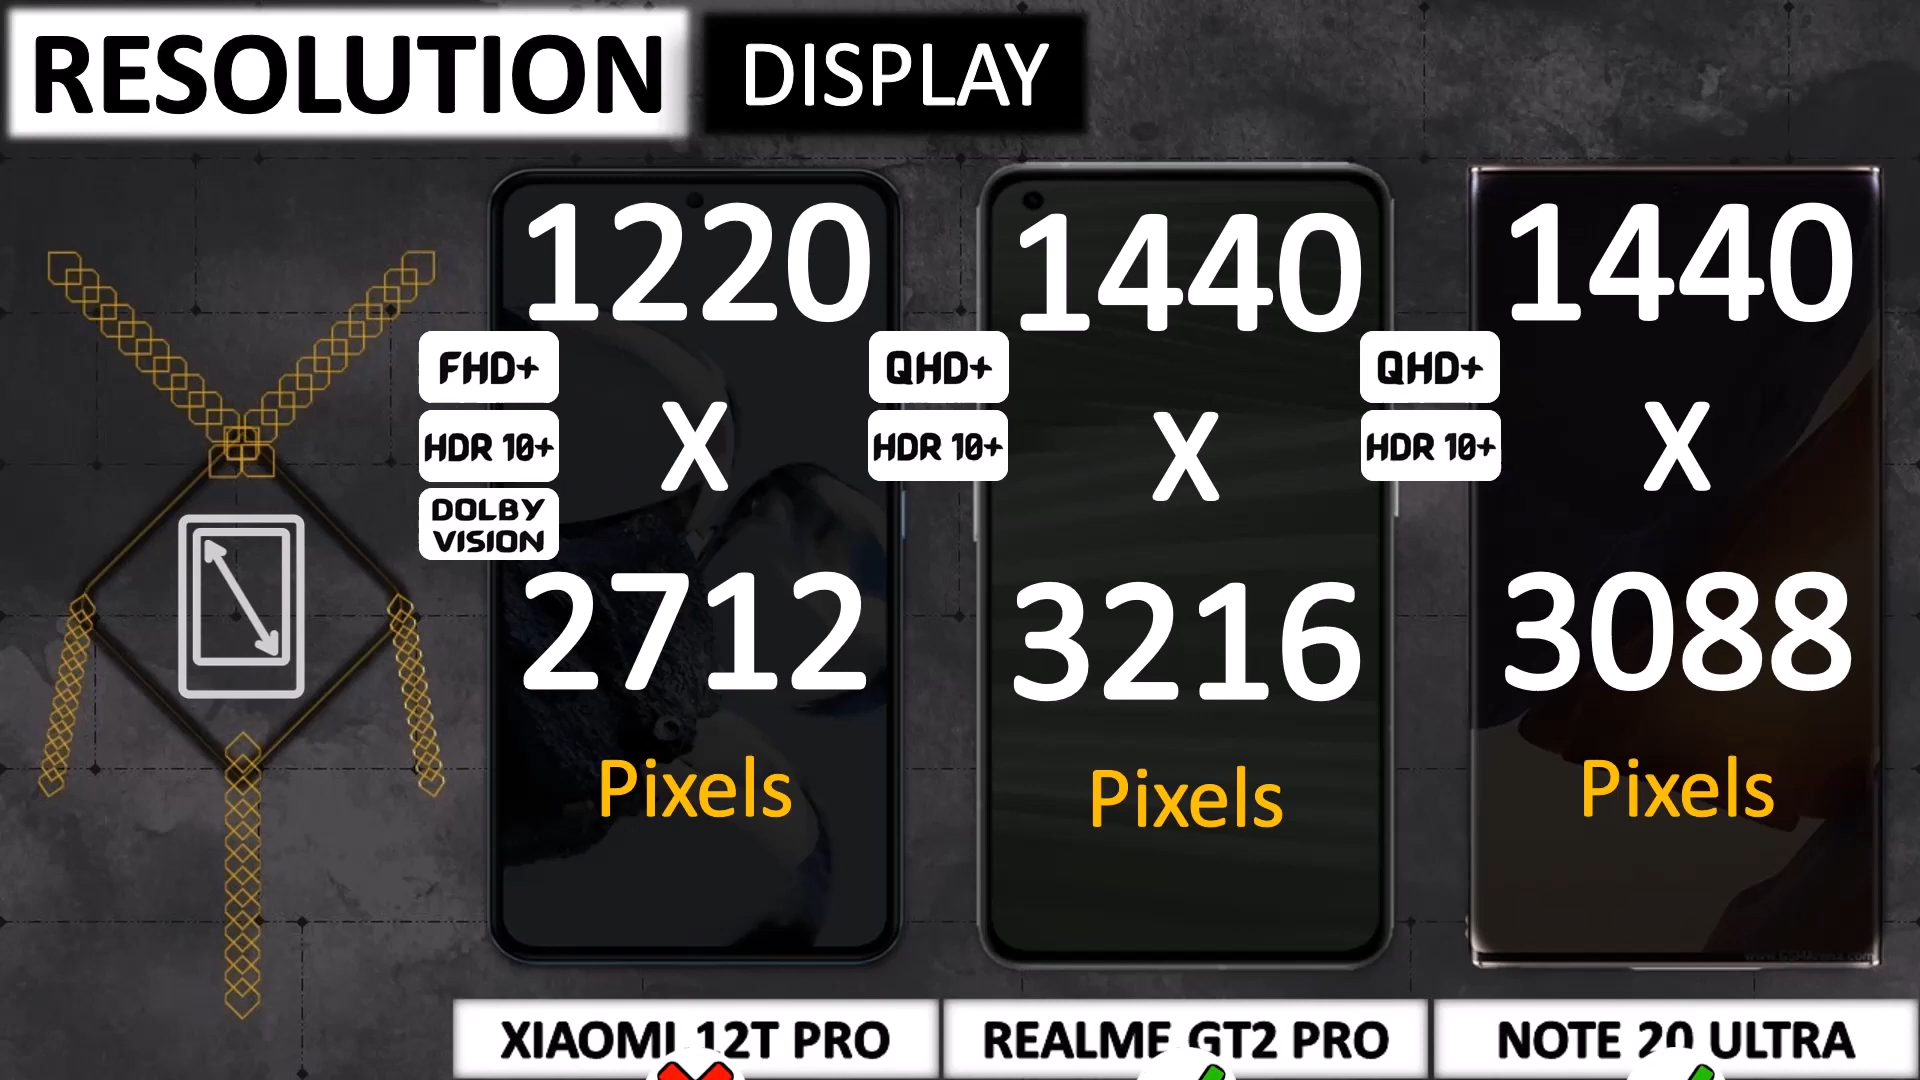 RESOLUTION
DISPLAY
1220
FHD+
HDR 10+
DOLBY
VISION
X
2712
Pixels
XIAOMI 12T PRO
1440
QHD+
HDR 10+
X
3216
Pixels
REALME GT2 PRO
1440
QHD+
HDR 10+
X
3088
Pixels
NOTE 20 ULTRA